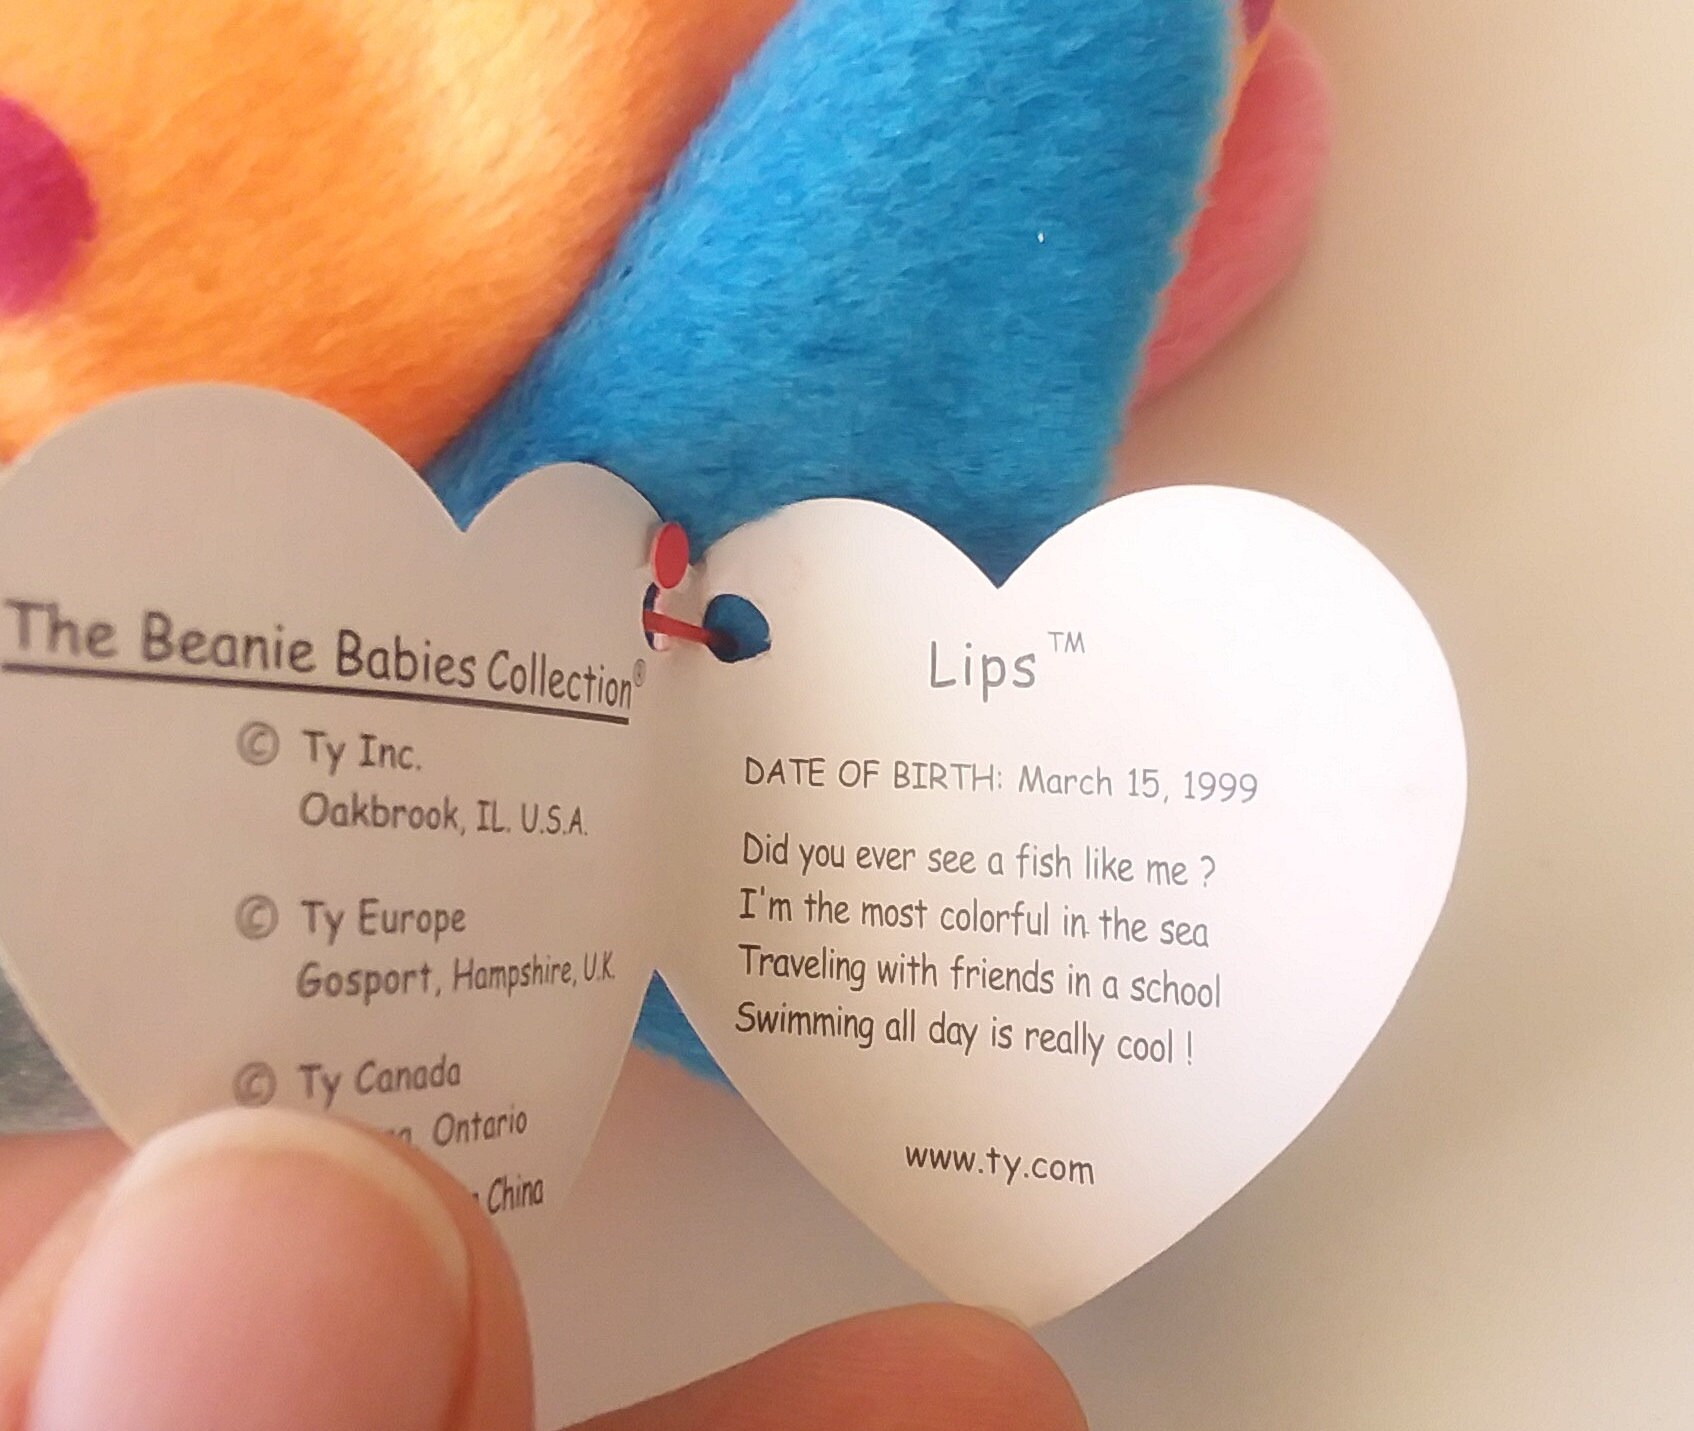 The Beanie Babies Collection®
© Ty Inc.
Oakbrook, IL. U.S.A.
© Ty Europe
Gosport, Hampshire, U.K.
© Ty Canada
Ontario
China
Lips™
DATE OF BIRTH: March 15, 1999
Did you ever see a fish like me ?
I'm the most colorful in the sea
Traveling with friends in a school
Swimming all day is really cool !
www.ty.com